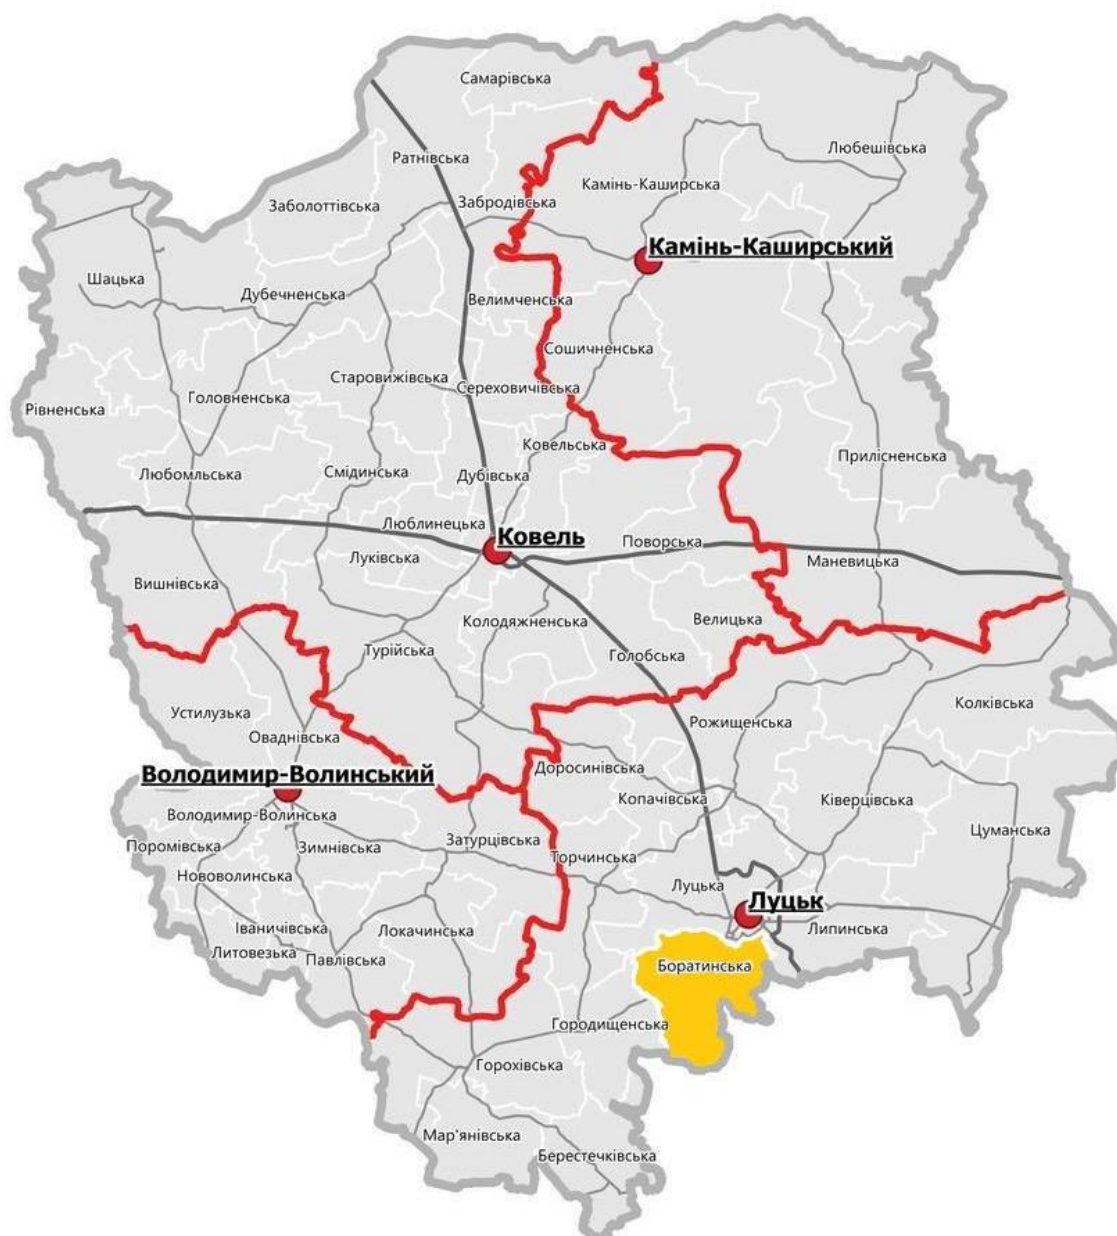 Самарівська
Любешівська
Ратнівська
Камінь-Каширська
Забродівська
Заболоттівська
Камінь-Каширський
Шацька
Дубечненська
Велимченська
Сошичненська
Старовижівська
Сереховичівська
Головненська
Рівненська
Ковельська
Прилісненська
Любомльська
Смідинська
Дубівська
Люблинецька
Ковель
Поворська
Луківська
Маневицька
Вишнівська
Колодяжненська
Велицька
Турійська
Голобська
Колківська
Устилузька
Рожищенська
Оваднівська
Доросинівська
Володимир-Волинський
Копачівська
Ківерцівська
Володимир-Волинська
Цуманська
Поромівська
Зимнівська
Затурцівська
Торчинська
Нововолинська
Луцька
Луцьк
Іваничівська
Локачинська
Липинська
Литовезька
Павлівська
Боратинська
Городищенська
Горохівська
Мар'янівська
Берестечківська